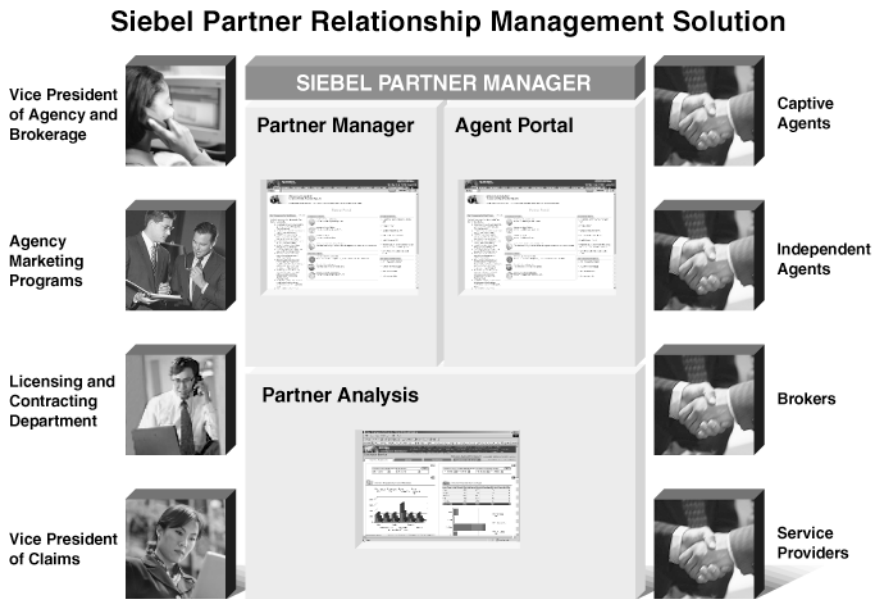 Siebel Partner Relationship Management Solution
SIEBEL PARTNER MANAGER
Vice President
of Agency and
Brokerage
Partner Manager
Agent Portal
Captive
Agents
Agency
Marketing
Programs
Independent
Agents
Licensing and
Contracting
Department
Partner Analysis
Brokers
Vice President
of Claims
Service
Providers